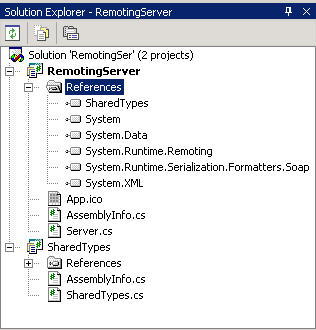 Solution Explorer - RemotingServer
Solution 'RemotingSer' (2 projects)
RemotingServer
References
SharedTypes
System
System.Data
System.Runtime.Remoting
System.Runtime.Serialization.Formatters.Soap
System.XML
App.ico
AssemblyInfo.cs
Server.cs
SharedTypes
References
AssemblyInfo.cs
SharedTypes.cs